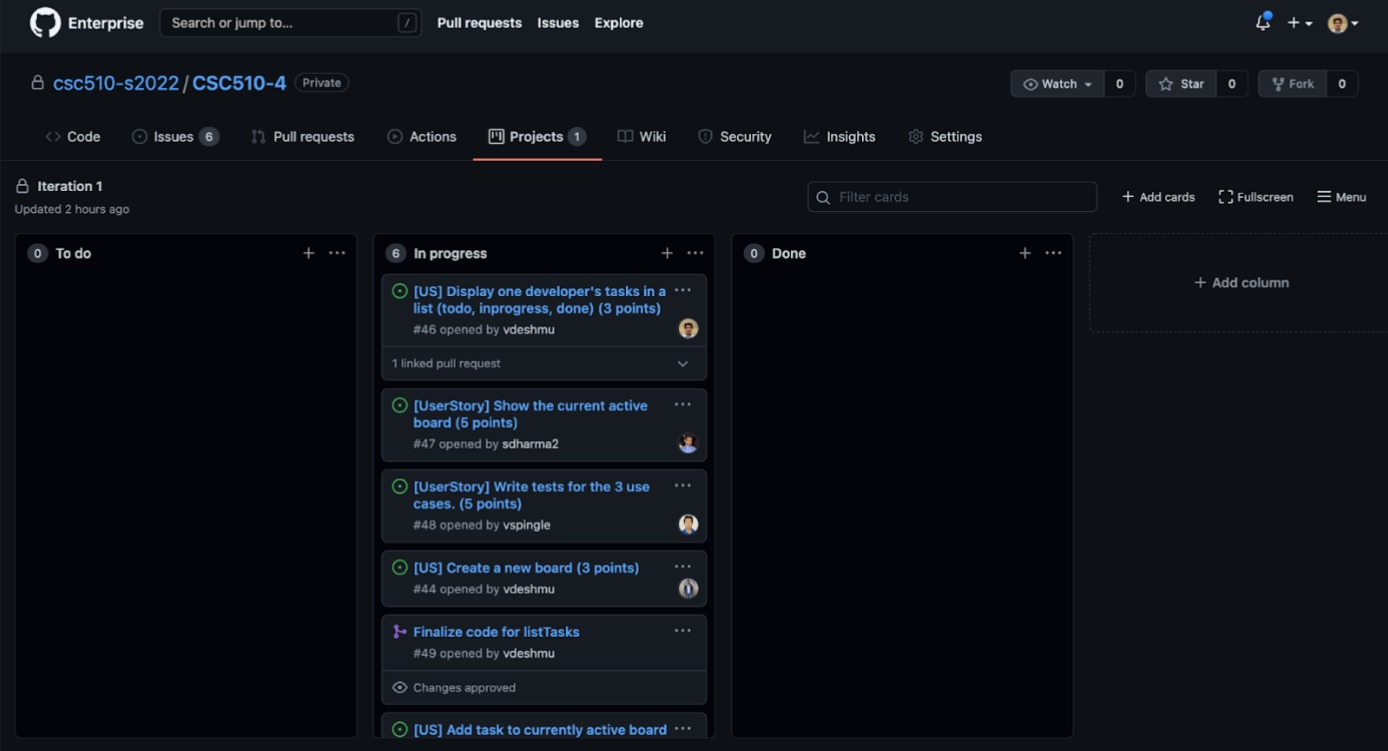 Enterprise Search or jump to... / Pull requests Issues Explore
csc510-s2022 / CSC510-4 Private Watch 0 Star 0 Fork 0
Code Issues 6 Pull requests Actions Projects 1 Wiki Security Insights Settings
Iteration 1
Updated 2 hours ago
Filter cards + Add cards Fullscreen Menu
0 To do + ...
6 In progress + ...
[US] Display one developer's tasks in a ...
list (todo, inprogress, done) (3 points)
#46 opened by vdeshmu
1 linked pull request
[UserStory] Show the current active ...
board (5 points)
#47 opened by sdharma2
[UserStory] Write tests for the 3 use ...
cases. (5 points)
#48 opened by vspingle
[US] Create a new board (3 points) ...
#44 opened by vdeshmu
Finalize code for listTasks ...
#49 opened by vdeshmu
Changes approved
[US] Add task to currently active board ...
0 Done + ...
+ Add column